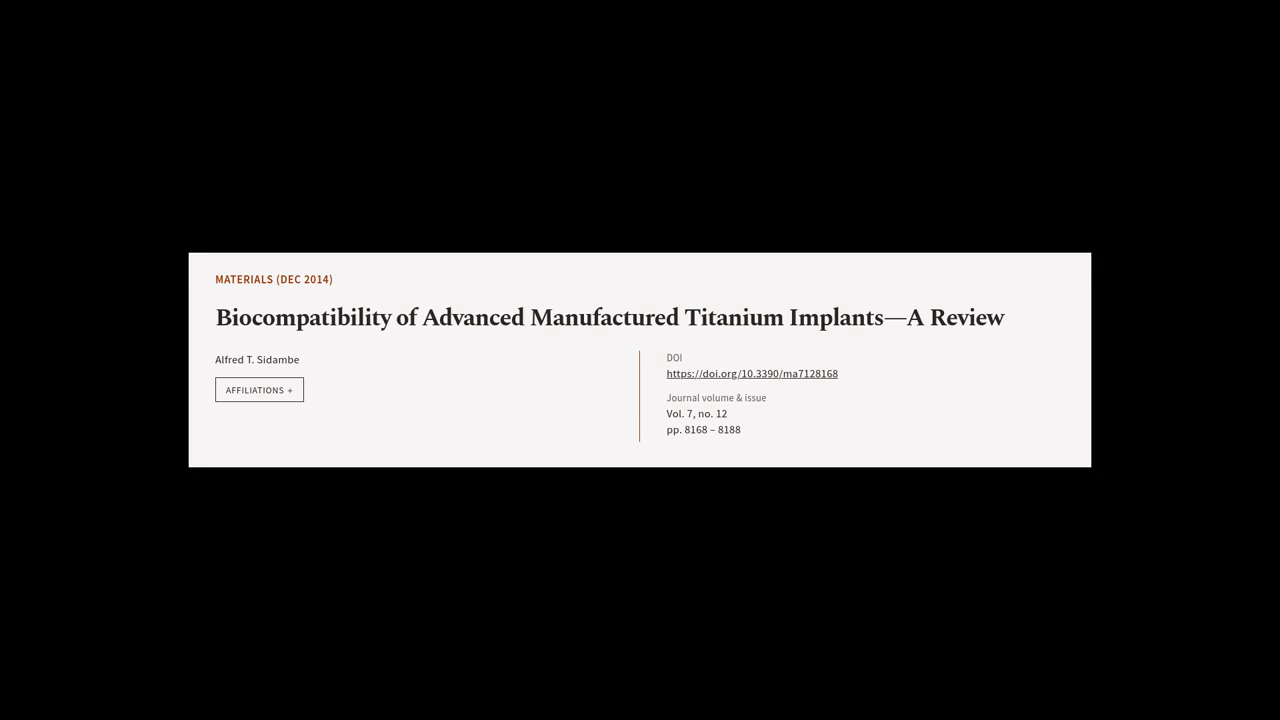 MATERIALS (DEC 2014)
Biocompatibility of Advanced Manufactured Titanium Implants—A Review
Alfred T. Sidambe
AFFILIATIONS +
DOI
https://doi.org/10.3390/ma7128168
Journal volume & issue
Vol. 7, no. 12
pp. 8168 – 8188